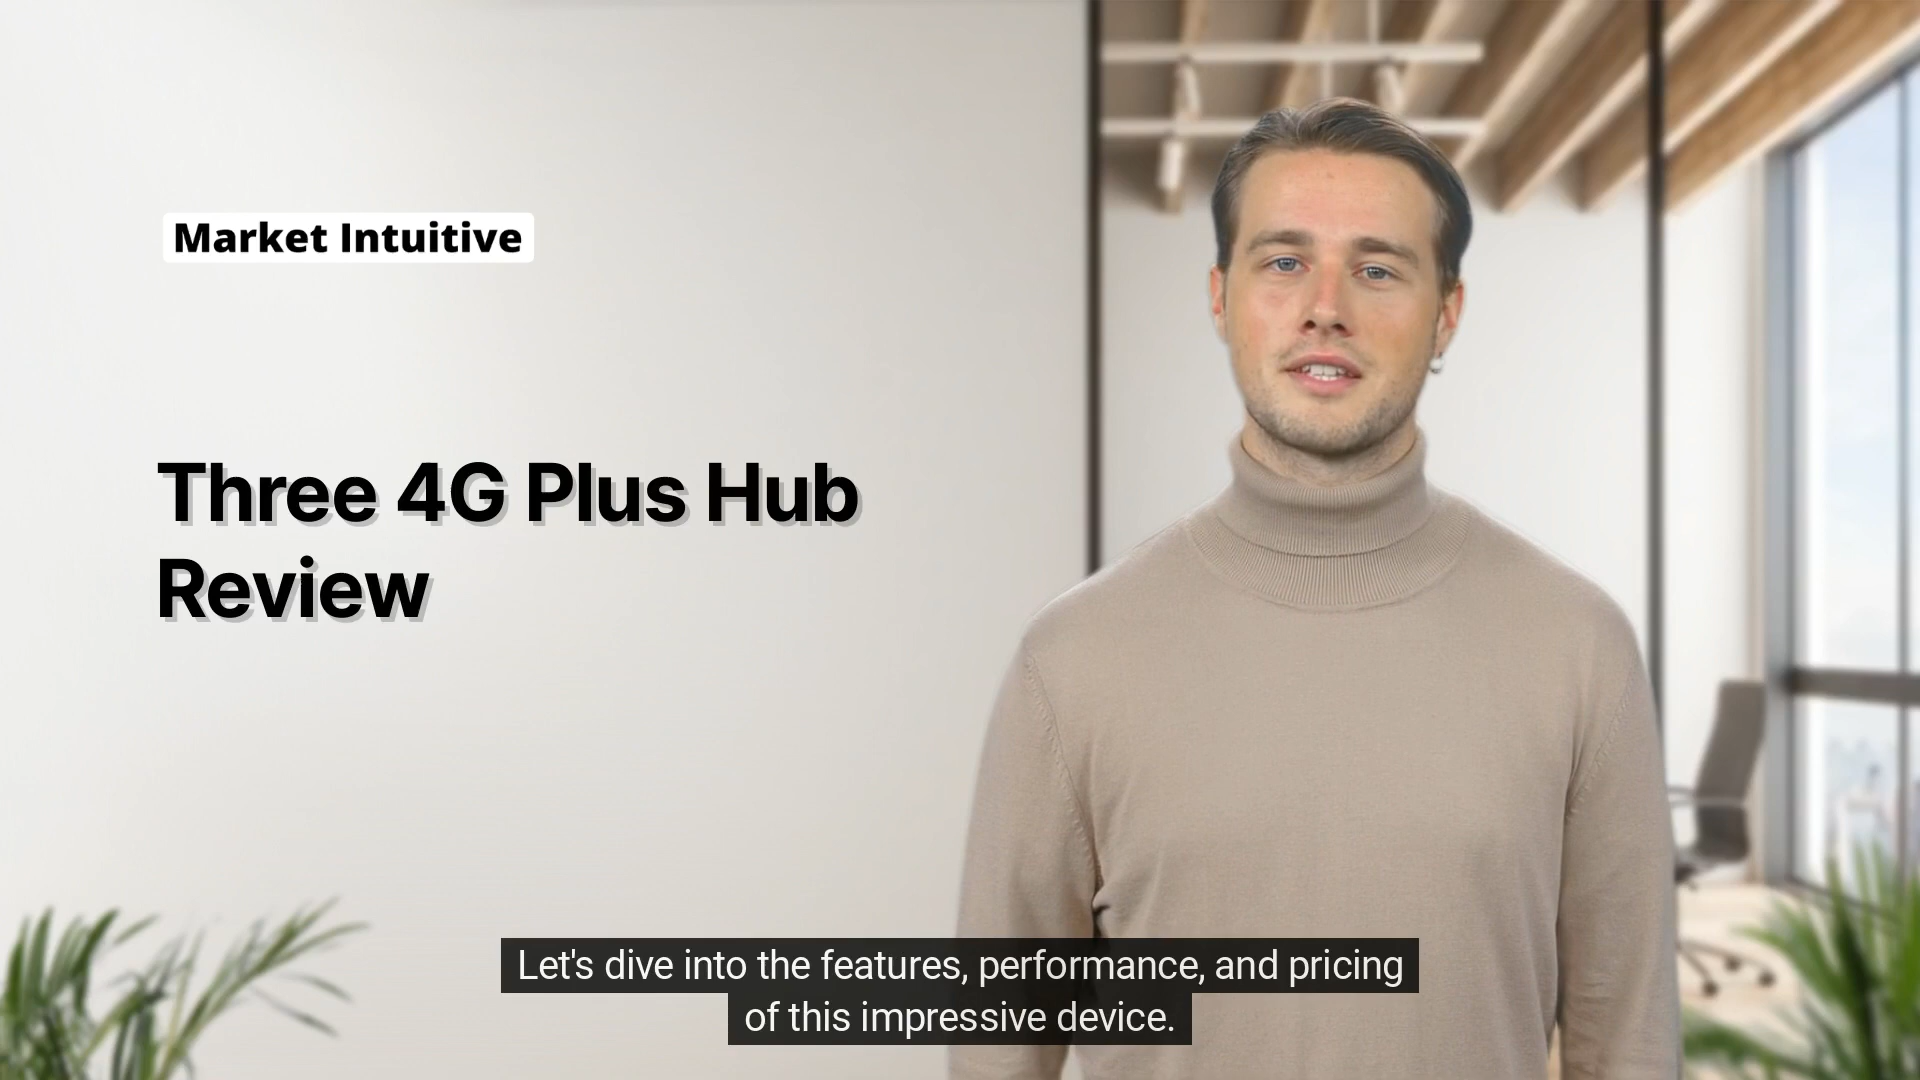 Market Intuitive
Three 4G Plus Hub
Review
Let's dive into the features, performance, and pricing
of this impressive device.